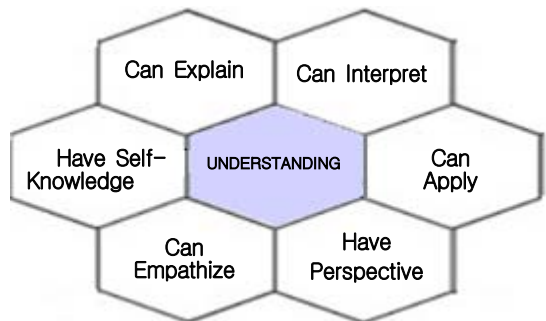 Can Explain
Can Interpret
Have Self-
Knowledge
UNDERSTANDING
Can
Apply
Can
Empathize
Have
Perspective